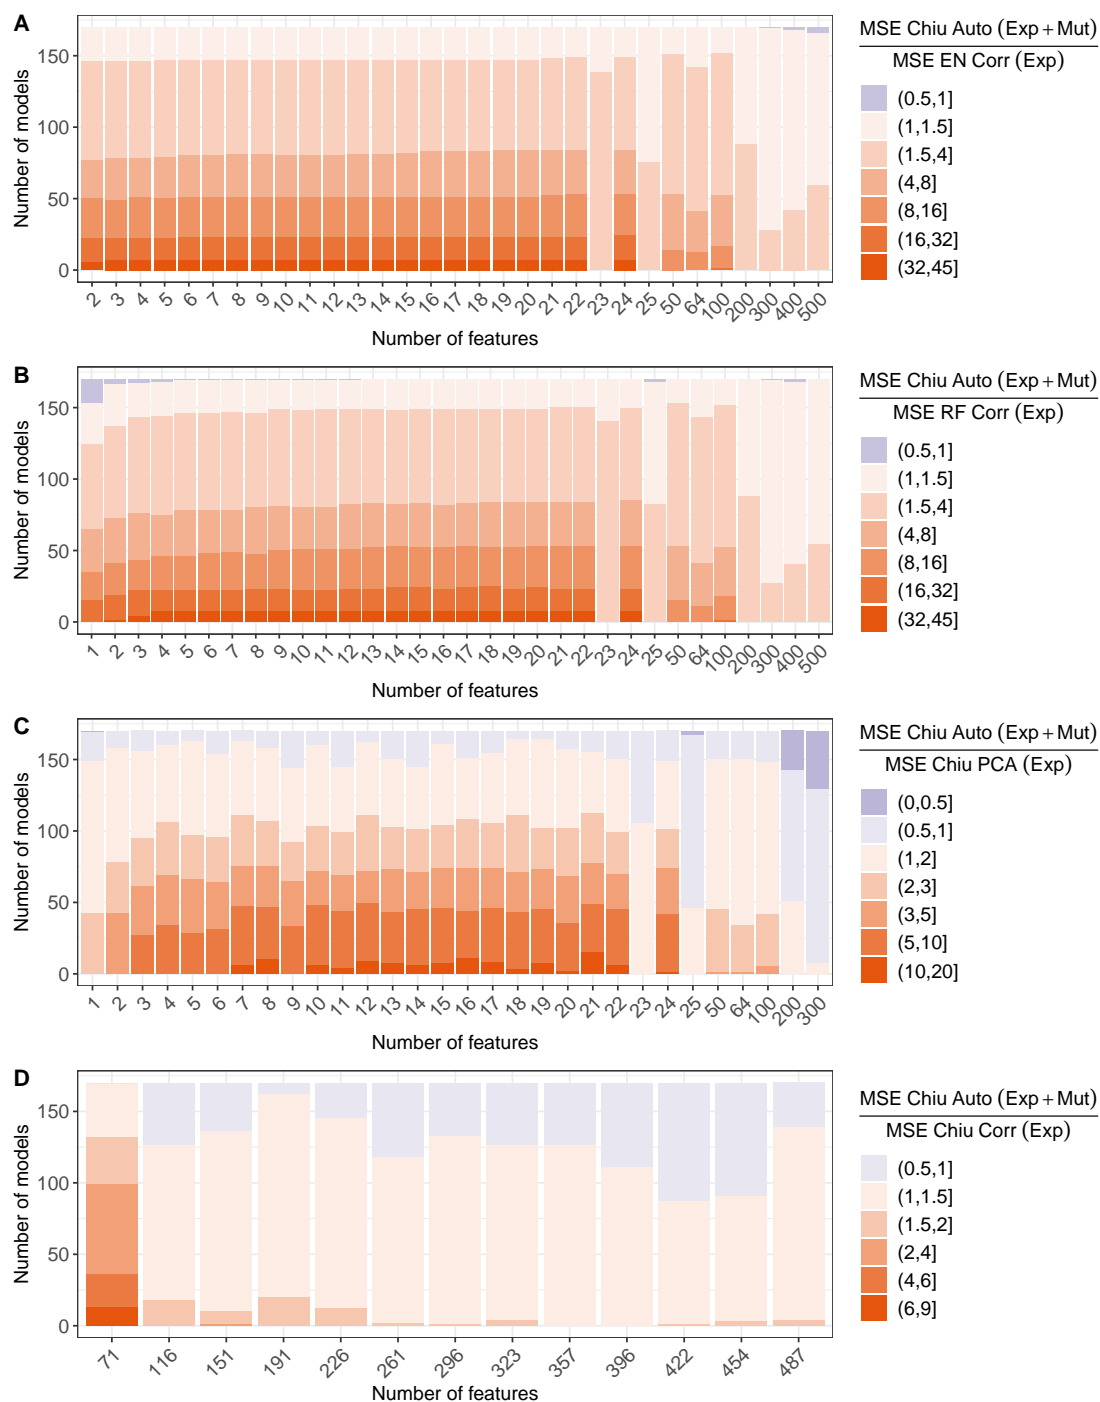 A
MSE Chiu Auto (Exp+Mut)
MSE EN Corr (Exp)
(0.5,1]
(1,1.5]
(1.5,4]
(4.8]
(8,16]
(16,32]
(32,45]
Number of models
150
100
50
0
2 3 4 5 6 7 8 9 10 11 12 13 14 15 16 17 18 19 20 21 22 23 24 25 50 64 100 200 300 400 500
Number of features
B
MSE Chiu Auto (Exp+Mut)
MSE RF Corr (Exp)
(0.5,1]
(1,1.5]
(1.5,4]
(4.8]
(8,16]
(16,32]
(32,45]
Number of models
150
100
50
0
1 2 3 4 5 6 7 8 9 10 11 12 13 14 15 16 17 18 19 20 21 22 23 24 25 50 64 100 200 300 400 500
Number of features
C
MSE Chiu Auto (Exp+Mut)
MSE Chiu PCA (Exp)
(0,0.5]
(0.5,1]
(1,2]
(2,3]
(3,5]
(5,10]
(10,20]
Number of models
150
100
50
0
1 2 3 4 5 6 7 8 9 10 11 12 13 14 15 16 17 18 19 20 21 22 23 24 25 50 64 100 200 300
Number of features
D
MSE Chiu Auto (Exp+Mut)
MSE Chiu Corr (Exp)
(0.5,1]
(1,1.5]
(1.5,2]
(2,4]
(4,6]
(6,9]
Number of models
150
100
50
0
71 116 151 191 226 261 296 323 357 396 422 454 487
Number of features